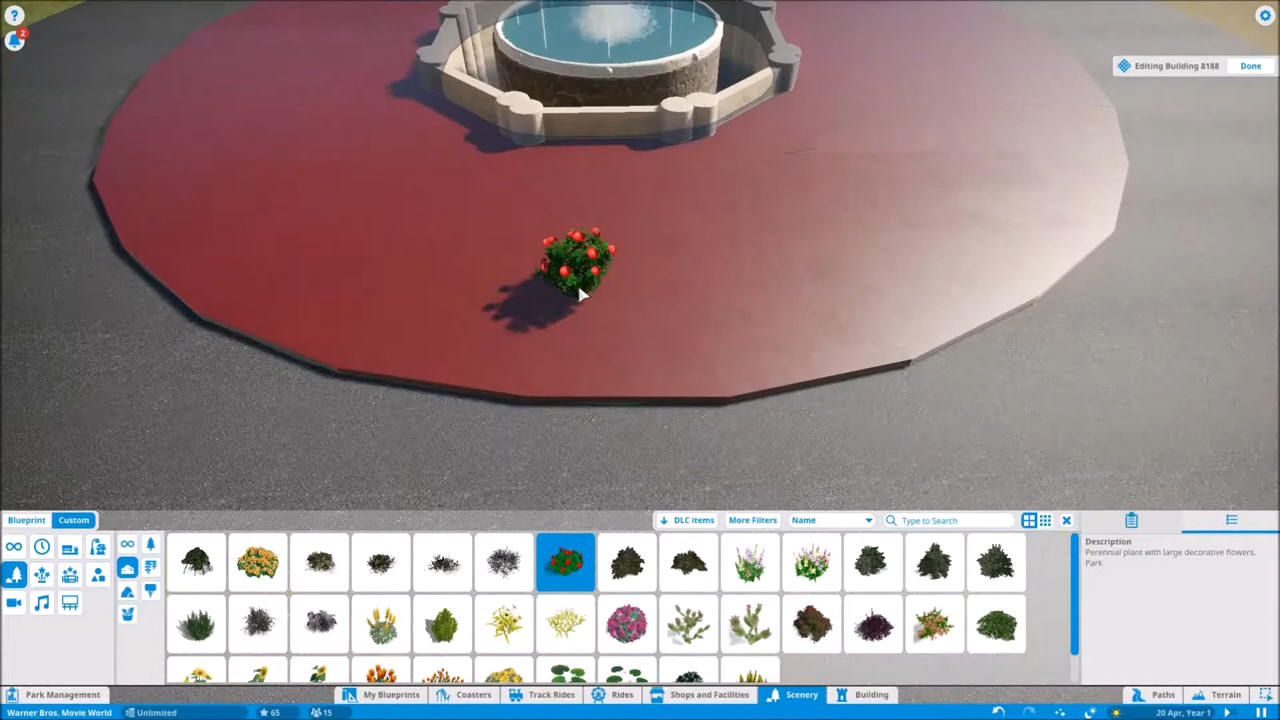 ?
2
Editing Building 8188 Done
Blueprint Custom DLC items More Filters Name Type to Search
Description
Perennial plant with large decorative flowers.
Park
Park Management My Blueprints Coasters Track Rides Rides Shops and Facilities Scenery Building Paths Terrain
Warner Bros. Movie World Unlimited 65 15 20 Apr, Year 1